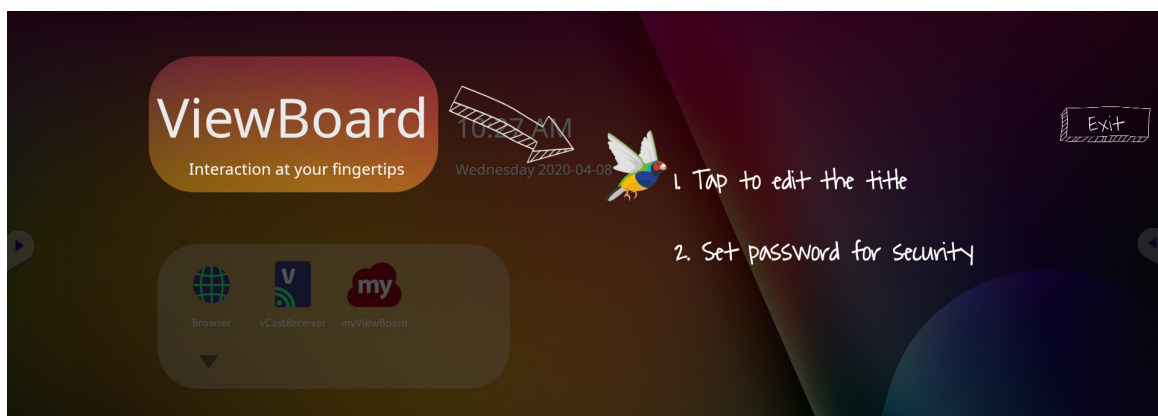 ViewBoard
Interaction at your fingertips
10:27 AM
Wednesday 2020-04-08
Exit
1. Tap to edit the title
2. Set password for security
Browser
V
vCastReceiver
my
myViewBoard